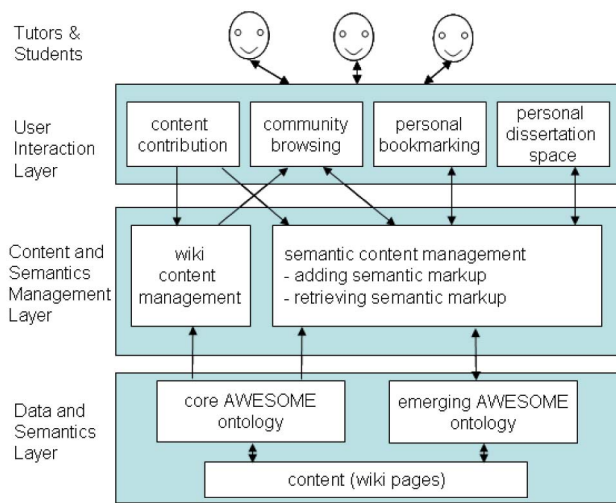 Tutors &
Students
User
Interaction
Layer
content
contribution
community
browsing
personal
bookmarking
personal
dissertation
space
Content and
Semantics
Management
Layer
wiki
content
management
semantic content management
- adding semantic markup
- retrieving semantic markup
Data and
Semantics
Layer
core AWESOME
ontology
emerging AWESOME
ontology
content (wiki pages)